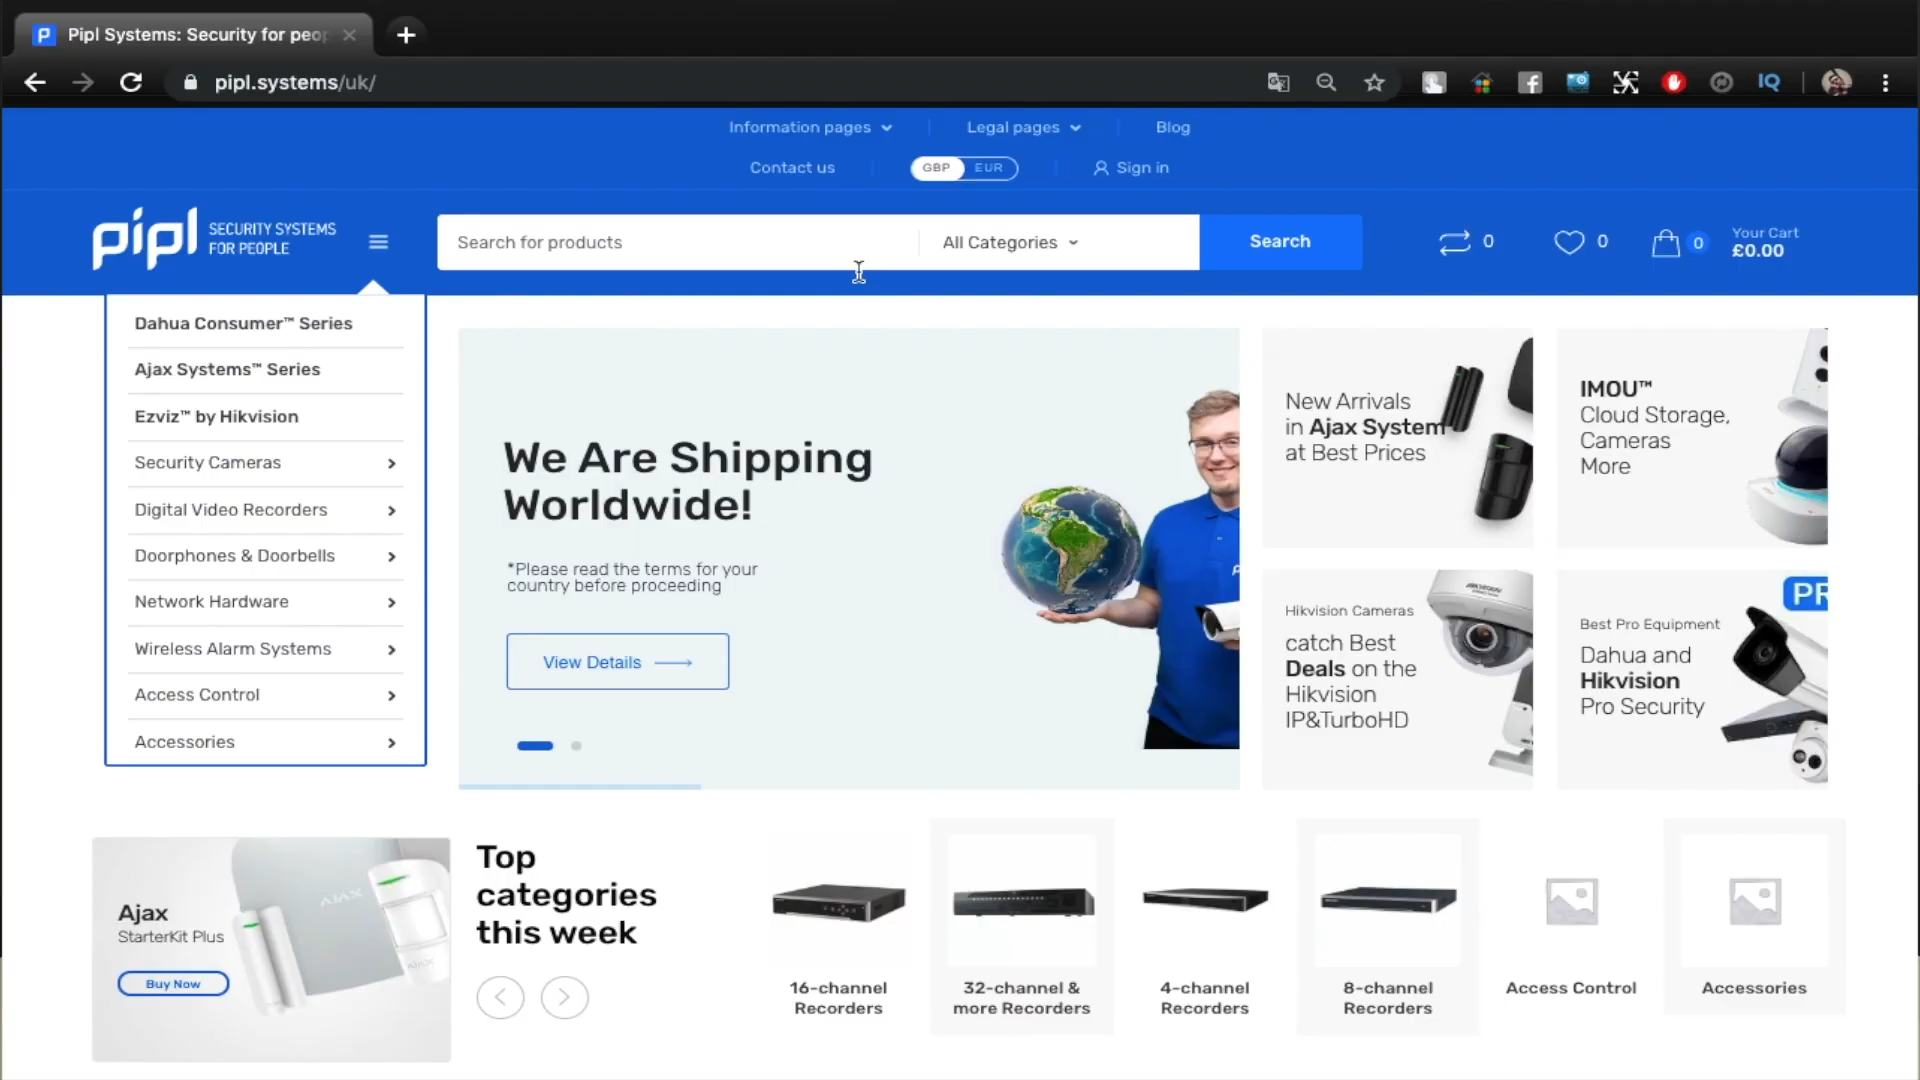 Pipl Systems: Security for peop
pipl.systems/uk/
IQ
Information pages
Legal pages
Blog
Contact us
GBP
EUR
Sign in
pipl
SECURITY SYSTEMS
FOR PEOPLE
Search for products
All Categories
Search
0
0
0
Your Cart
£0.00
Dahua Consumer™ Series
Ajax Systems™ Series
Ezviz™ by Hikvision
Security Cameras
Digital Video Recorders
Doorphones & Doorbells
Network Hardware
Wireless Alarm Systems
Access Control
Accessories
We Are Shipping
Worldwide!
*Please read the terms for your
country before proceeding
View Details
New Arrivals
in Ajax System
at Best Prices
IMOU™
Cloud Storage,
Cameras
More
Hikvision Cameras
catch Best
Deals on the
Hikvision
IP&TurboHD
HIKVISION
Best Pro Equipment
Dahua and
Hikvision
Pro Security
PR
Ajax
StarterKit Plus
Buy Now
AJAX
AJAX
Top
categories
this week
16-channel
Recorders
32-channel &
more Recorders
4-channel
Recorders
8-channel
Recorders
Access Control
Accessories